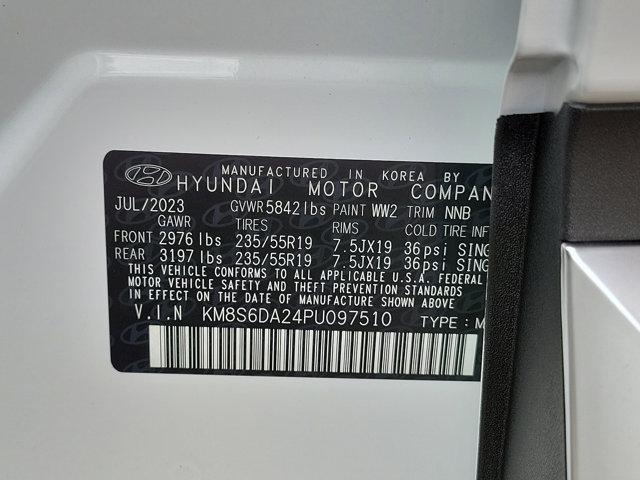 MANUFACTURED IN KOREA BY
HYUNDAI MOTOR COMPAN
JUL/2023 GVWR 5842 lbs PAINT WW2 TRIM NNB
GAWR TIRES RIMS COLD TIRE INF
FRONT 2976 lbs 235/55R19 7.5JX19 36psi SING
REAR 3197 lbs 235/55R19 7.5JX19 36psi SING
THIS VEHICLE CONFORMS TO ALL APPLICABLE U.S.A. FEDERAL
MOTOR VEHICLE SAFETY AND THEFT PREVENTION STANDARDS
IN EFFECT ON THE DATE OF MANUFACTURE SHOWN ABOVE
V.I.N KM8S6DA24PU097510 TYPE : M